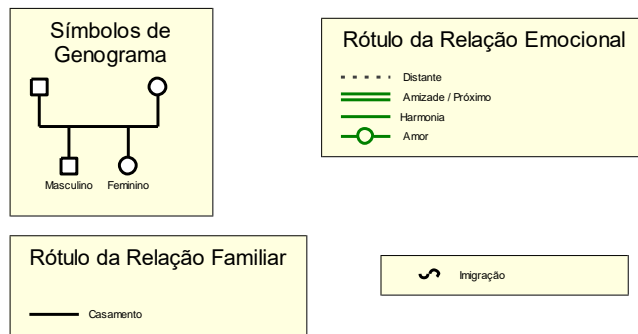 Símbolos de
Genograma
Masculino Feminino
Rótulo da Relação Emocional
Distante
Amizade / Próximo
Harmonia
Amor
Rótulo da Relação Familiar
Casamento
Imigração